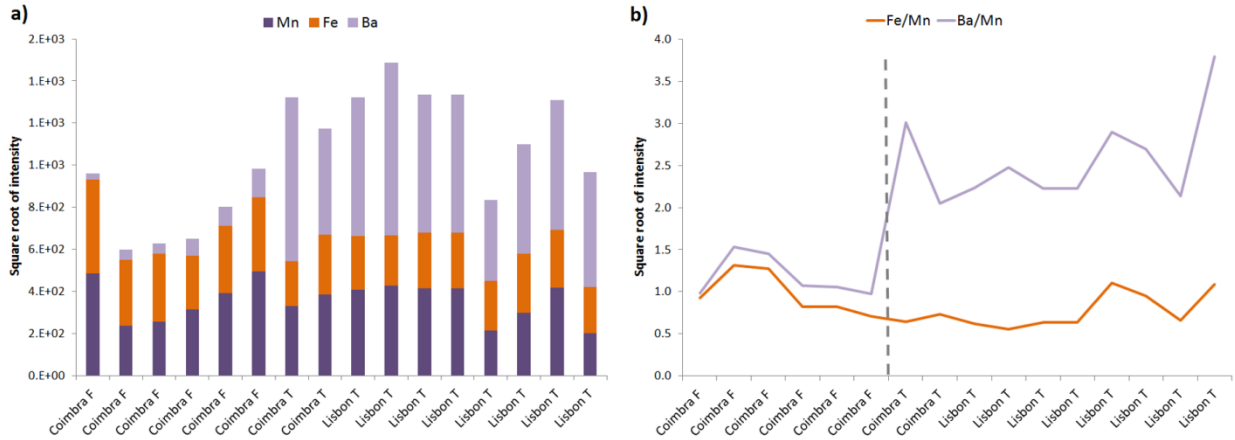 a)
Mn Fe Ba
Square root of intensity
2.E+03
1.E+03
1.E+03
1.E+03
8.E+02
6.E+02
4.E+02
2.E+02
0.E+00
Coimbra F
Coimbra F
Coimbra F
Coimbra F
Coimbra F
Coimbra F
Coimbra T
Coimbra T
Lisbon T
Lisbon T
Lisbon T
Lisbon T
Lisbon T
Lisbon T
Lisbon T
Lisbon T
b)
Fe/Mn Ba/Mn
Square root of intensity
4.0
3.5
3.0
2.5
2.0
1.5
1.0
0.5
0.0
Coimbra F
Coimbra F
Coimbra F
Coimbra F
Coimbra F
Coimbra F
Coimbra T
Coimbra T
Lisbon T
Lisbon T
Lisbon T
Lisbon T
Lisbon T
Lisbon T
Lisbon T
Lisbon T